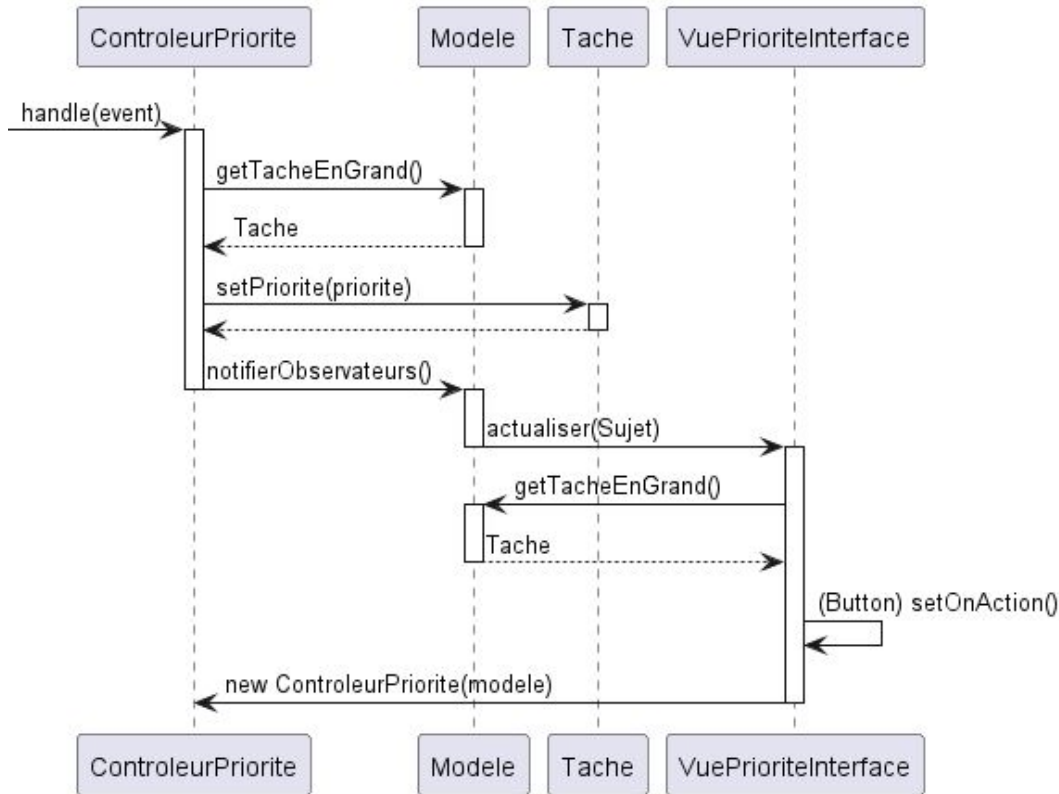 ControleurPriorite
Modele
Tache
VuePrioriteInterface
handle(event)
getTacheEnGrand()
Tache
setPriorite(priorite)
notifierObservateurs()
actualiser(Sujet)
getTacheEnGrand()
Tache
(Button) setOnAction()
new ControleurPriorite(modele)
ControleurPriorite
Modele
Tache
VuePrioriteInterface